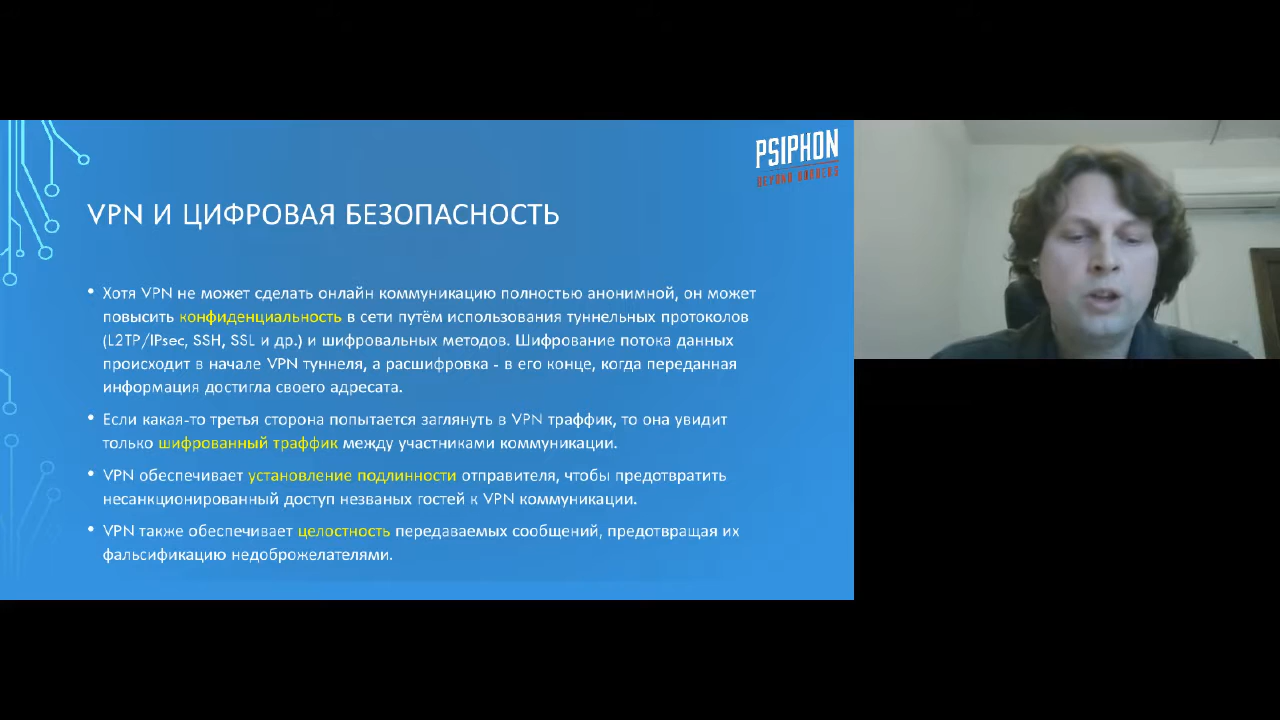 PSIPHON
BEYOND BORDERS
VPN И ЦИФРОВАЯ БЕЗОПАСНОСТЬ
• Хотя VPN не может сделать онлайн коммуникацию полностью анонимной, он может
повысить конфиденциальность в сети путём использования туннельных протоколов
(L2TP/IPsec, SSH, SSL и др.) и шифровальных методов. Шифрование потока данных
происходит в начале VPN туннеля, а расшифровка - в его конце, когда переданная
информация достигла своего адресата.
• Если какая-то третья сторона попытается заглянуть в VPN траффик, то она увидит
только шифрованный траффик между участниками коммуникации.
• VPN обеспечивает установление подлинности отправителя, чтобы предотвратить
несанкционированный доступ незваных гостей к VPN коммуникации.
• VPN также обеспечивает целостность передаваемых сообщений, предотвращая их
фальсификацию недоброжелателями.